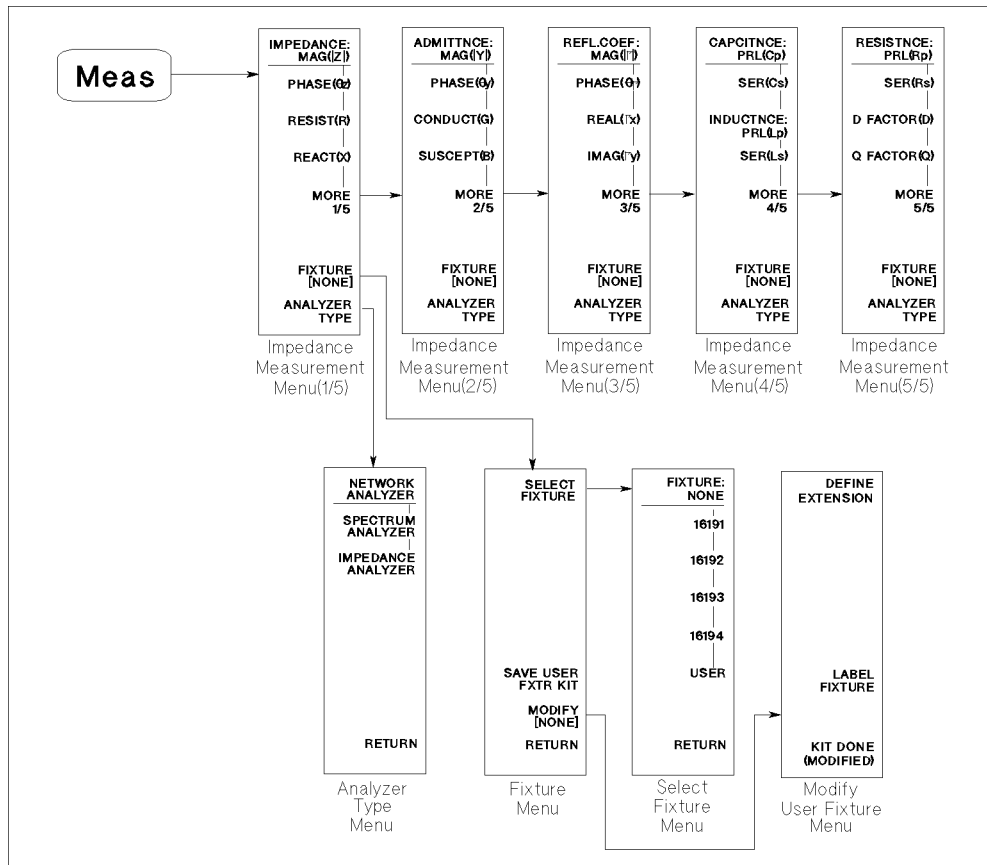 Meas
IMPEDANCE:
MAG(|Z|)
PHASE(θz)
RESIST(R)
REACT(X)
MORE
1/5
FIXTURE
[NONE]
ANALYZER
TYPE
Impedance
Measurement
Menu(1/5)
ADMITTNCE:
MAG(|Y|)
PHASE(θy)
CONDUCT(G)
SUSCEPT(B)
MORE
2/5
FIXTURE
[NONE]
ANALYZER
TYPE
Impedance
Measurement
Menu(2/5)
REFL.COEF:
MAG(|Γ|)
PHASE(θΓ)
REAL(Γx)
IMAG(Γy)
MORE
3/5
FIXTURE
[NONE]
ANALYZER
TYPE
Impedance
Measurement
Menu(3/5)
CAPCITNCE:
PRL(Cp)
SER(Cs)
INDUCTNCE:
PRL(Lp)
SER(Ls)
MORE
4/5
FIXTURE
[NONE]
ANALYZER
TYPE
Impedance
Measurement
Menu(4/5)
RESISTNCE:
PRL(Rp)
SER(Rs)
D FACTOR(D)
Q FACTOR(Q)
MORE
5/5
FIXTURE
[NONE]
ANALYZER
TYPE
Impedance
Measurement
Menu(5/5)
NETWORK
ANALYZER
SPECTRUM
ANALYZER
IMPEDANCE
ANALYZER
RETURN
Analyzer
Type
Menu
SELECT
FIXTURE
SAVE USER
FXTR KIT
MODIFY
[NONE]
RETURN
Fixture
Menu
FIXTURE:
NONE
16191
16192
16193
16194
USER
RETURN
Select
Fixture
Menu
DEFINE
EXTENSION
LABEL
FIXTURE
KIT DONE
(MODIFIED)
Modify
User Fixture
Menu